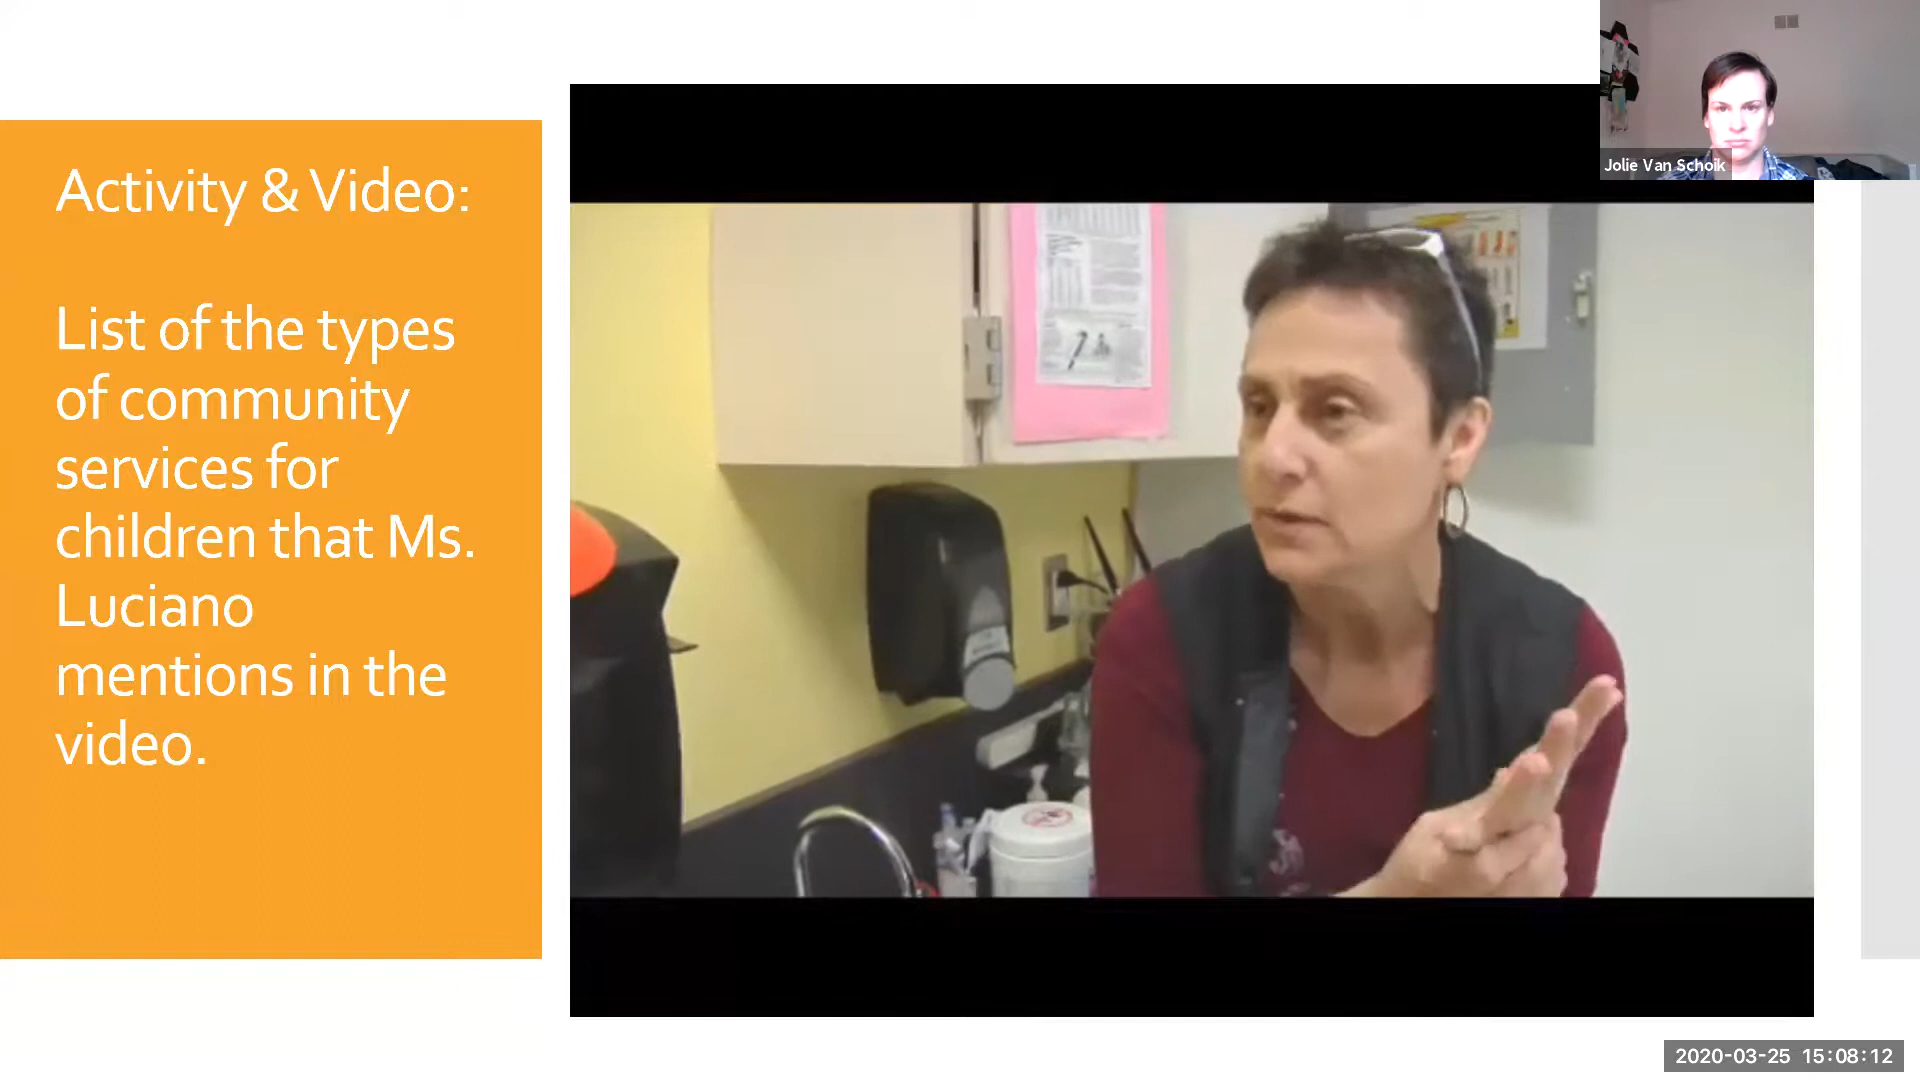 Activity & Video:
List of the types
of community
services for
children that Ms.
Luciano
mentions in the
video.
Jolie Van Schoik
2020-03-25 15:08:12